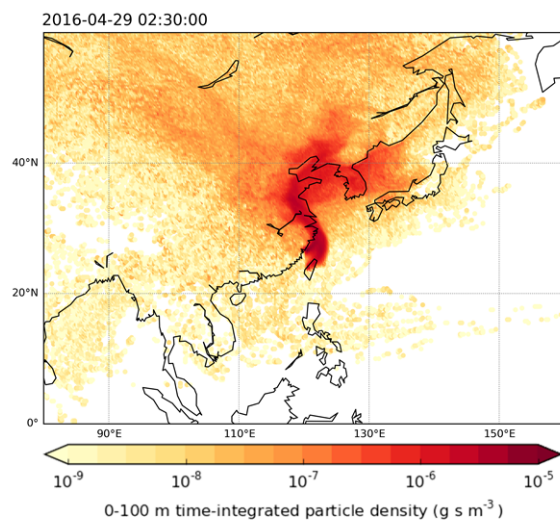 2016-04-29 02:30:00
40°N
20°N
0°
90°E 110°E 130°E 150°E
10⁻⁹ 10⁻⁸ 10⁻⁷ 10⁻⁶ 10⁻⁵
0-100 m time-integrated particle density (g s m⁻³)